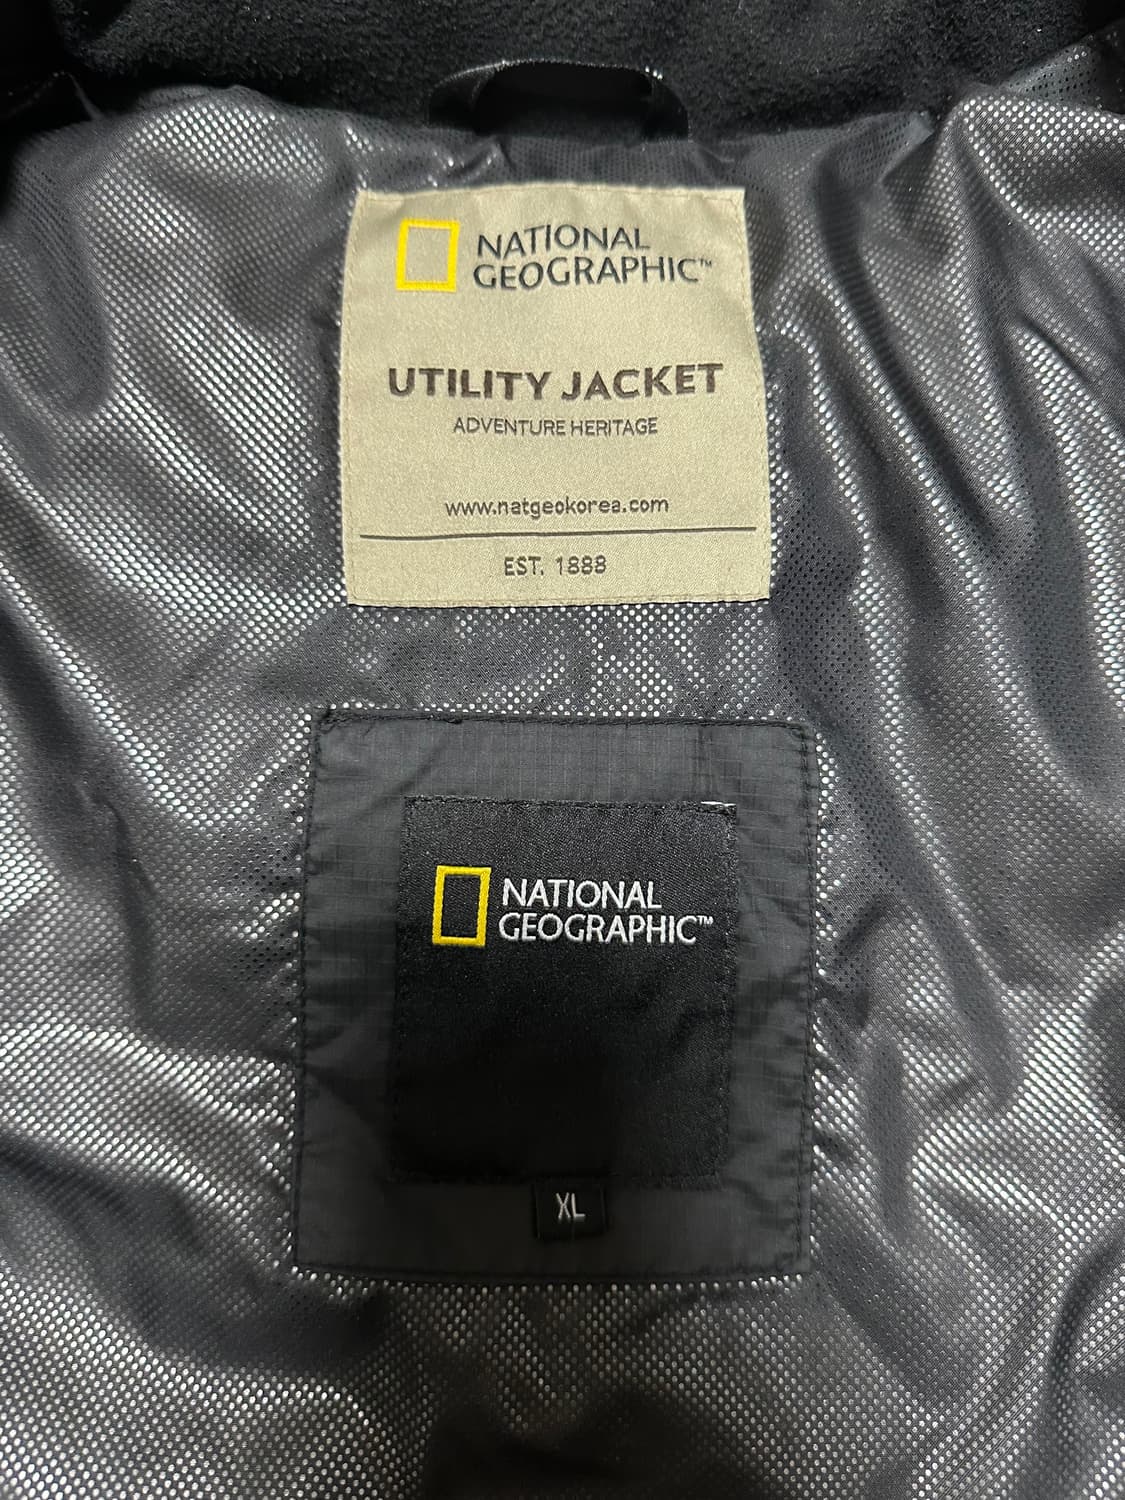 NATIONAL
GEOGRAPHIC™
UTILITY JACKET
ADVENTURE HERITAGE
www.natgeokorea.com
EST. 1888
NATIONAL
GEOGRAPHIC™
XL